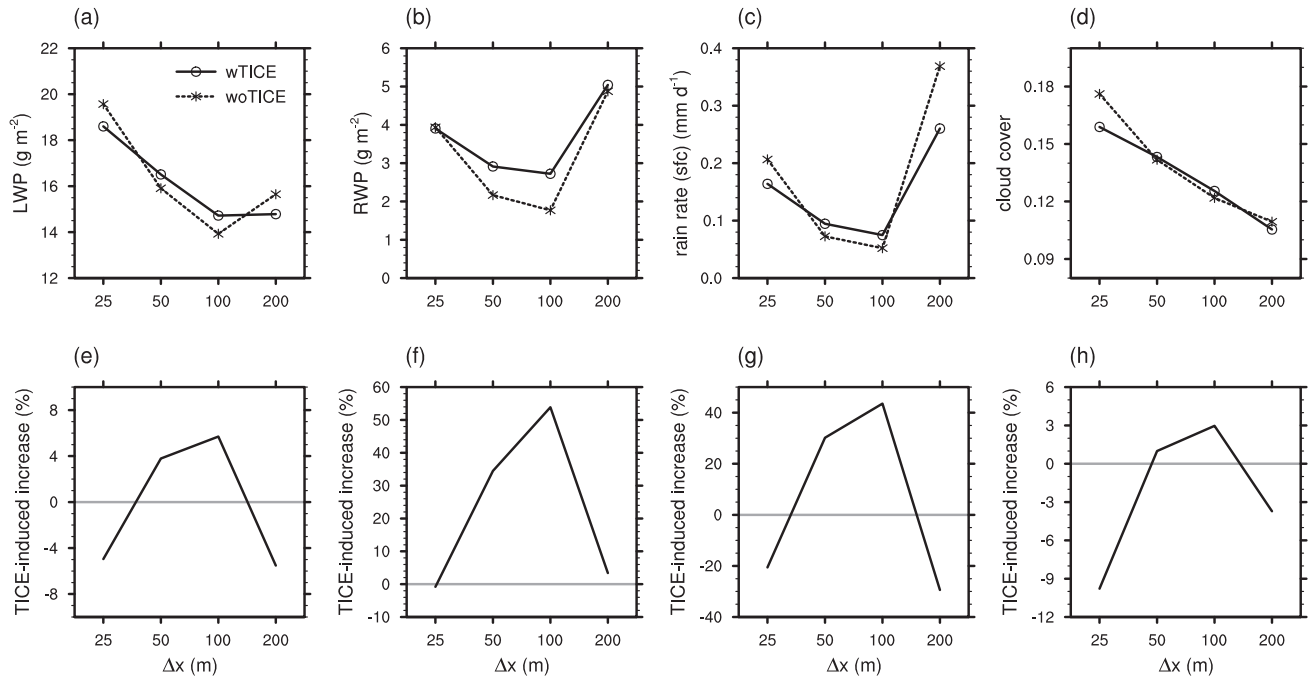 (a)
LWP (g m⁻²)
22
20
18
16
14
12
wTICE
woTICE
25 50 100 200
(b)
RWP (g m⁻²)
6
5
4
3
2
1
0
25 50 100 200
(c)
rain rate (sfc) (mm d⁻¹)
0.4
0.3
0.2
0.1
0.0
25 50 100 200
(d)
cloud cover
0.18
0.15
0.12
0.09
25 50 100 200
(e)
TICE-induced increase (%)
8
4
0
-4
-8
25 50 100 200
Δx (m)
(f)
TICE-induced increase (%)
60
50
40
30
20
10
0
-10
25 50 100 200
Δx (m)
(g)
TICE-induced increase (%)
40
20
0
-20
-40
25 50 100 200
Δx (m)
(h)
TICE-induced increase (%)
6
3
0
-3
-6
-9
-12
25 50 100 200
Δx (m)